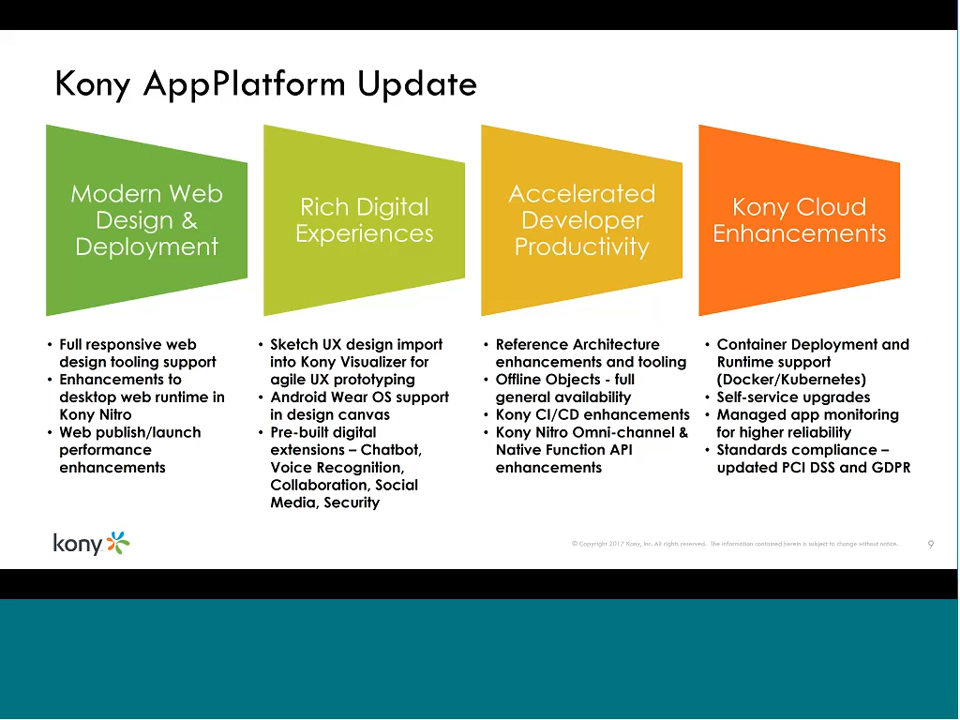 Kony AppPlatform Update
Modern Web
Design &
Deployment
Rich Digital
Experiences
Accelerated
Developer
Productivity
Kony Cloud
Enhancements
• Full responsive web
design tooling support
• Enhancements to
desktop web runtime in
Kony Nitro
• Web publish/launch
performance
enhancements
• Sketch UX design import
into Kony Visualizer for
agile UX prototyping
• Android Wear OS support
in design canvas
• Pre-built digital
extensions – Chatbot,
Voice Recognition,
Collaboration, Social
Media, Security
• Reference Architecture
enhancements and tooling
• Offline Objects - full
general availability
• Kony CI/CD enhancements
• Kony Nitro Omni-channel &
Native Function API
enhancements
• Container Deployment and
Runtime support
(Docker/Kubernetes)
• Self-service upgrades
• Managed app monitoring
for higher reliability
• Standards compliance –
updated PCI DSS and GDPR
kony
© Copyright 2017 Kony, Inc. All rights reserved. The information contained herein is subject to change without notice.
9